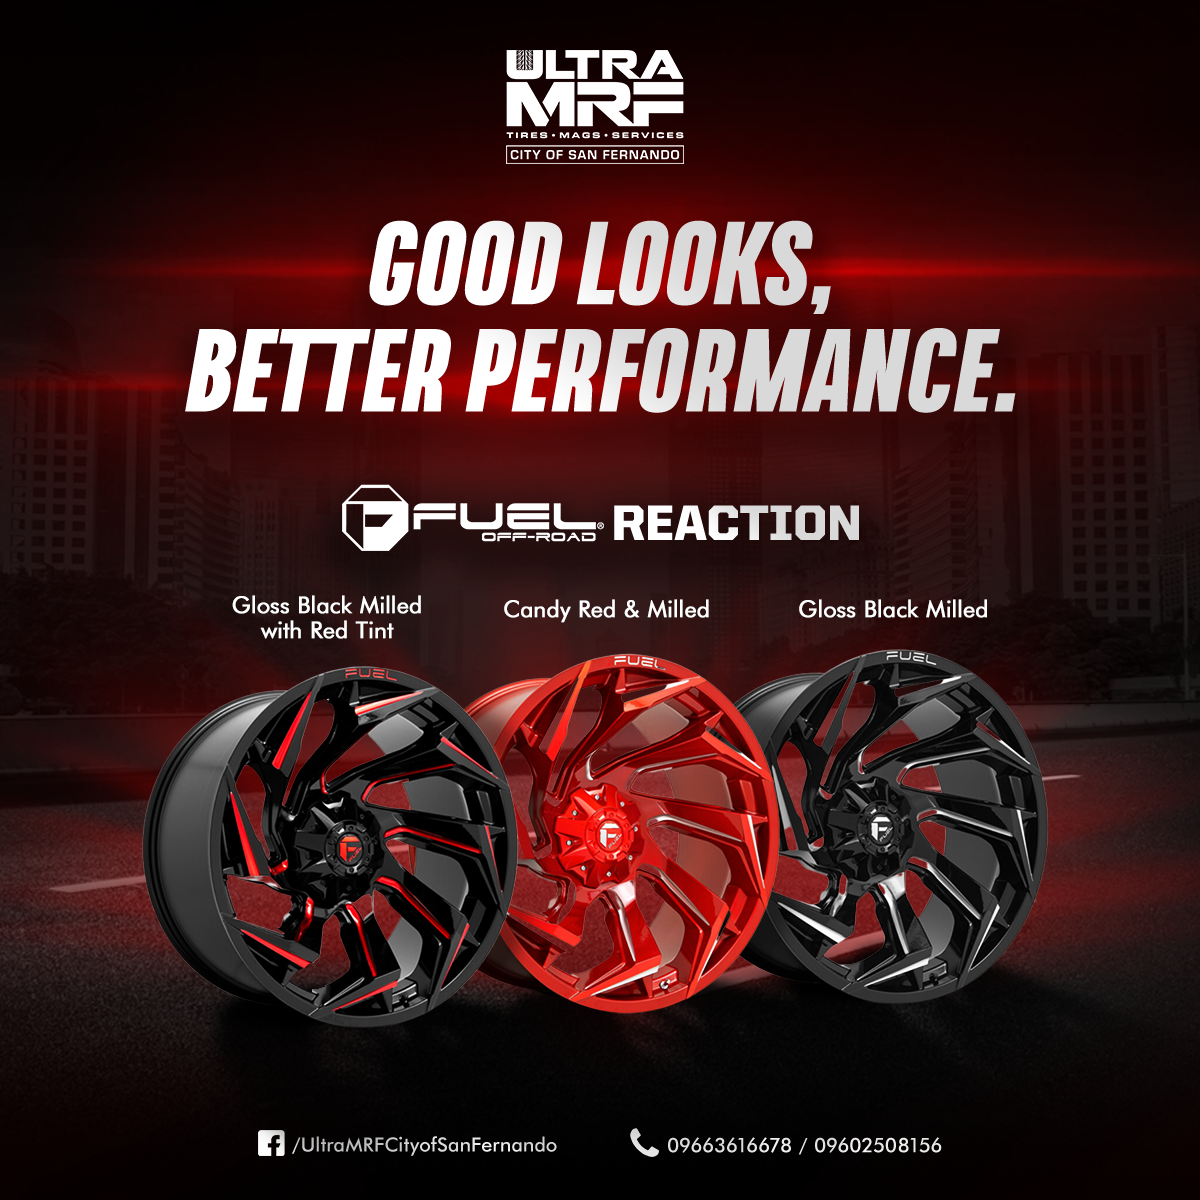 ULTRA
MRF
TIRES • MAGS • SERVICES
CITY OF SAN FERNANDO
GOOD LOOKS,
BETTER PERFORMANCE.
F FUEL® REACTION
OFF-ROAD
Gloss Black Milled
with Red Tint
Candy Red & Milled
Gloss Black Milled
FUEL
FUEL
FUEL
F
F
F
/UltraMRFCityofSanFernando
09663616678 / 09602508156